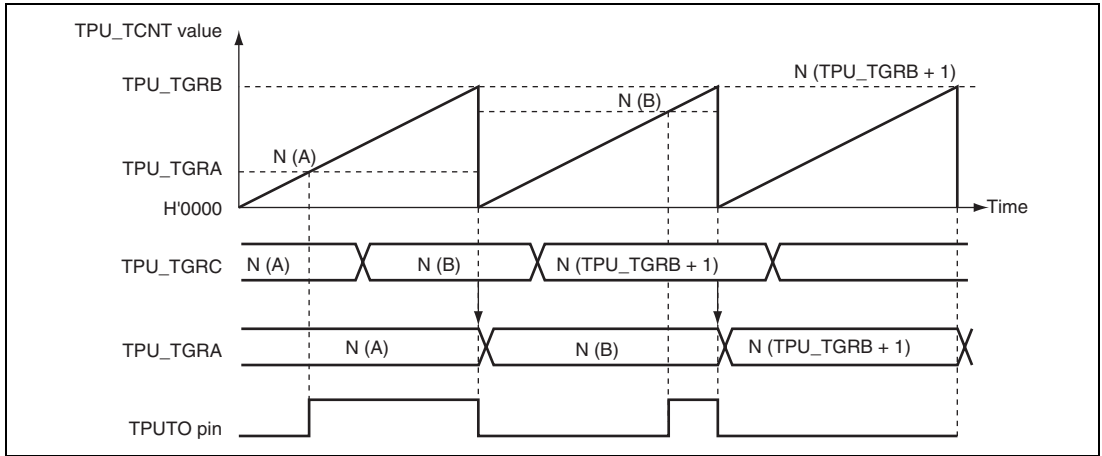 TPU_TCNT value
N (TPU_TGRB + 1)
TPU_TGRB
N (B)
N (A)
TPU_TGRA
H'0000
Time
TPU_TGRC
N (A)
N (B)
N (TPU_TGRB + 1)
TPU_TGRA
N (A)
N (B)
N (TPU_TGRB + 1)
TPUTO pin